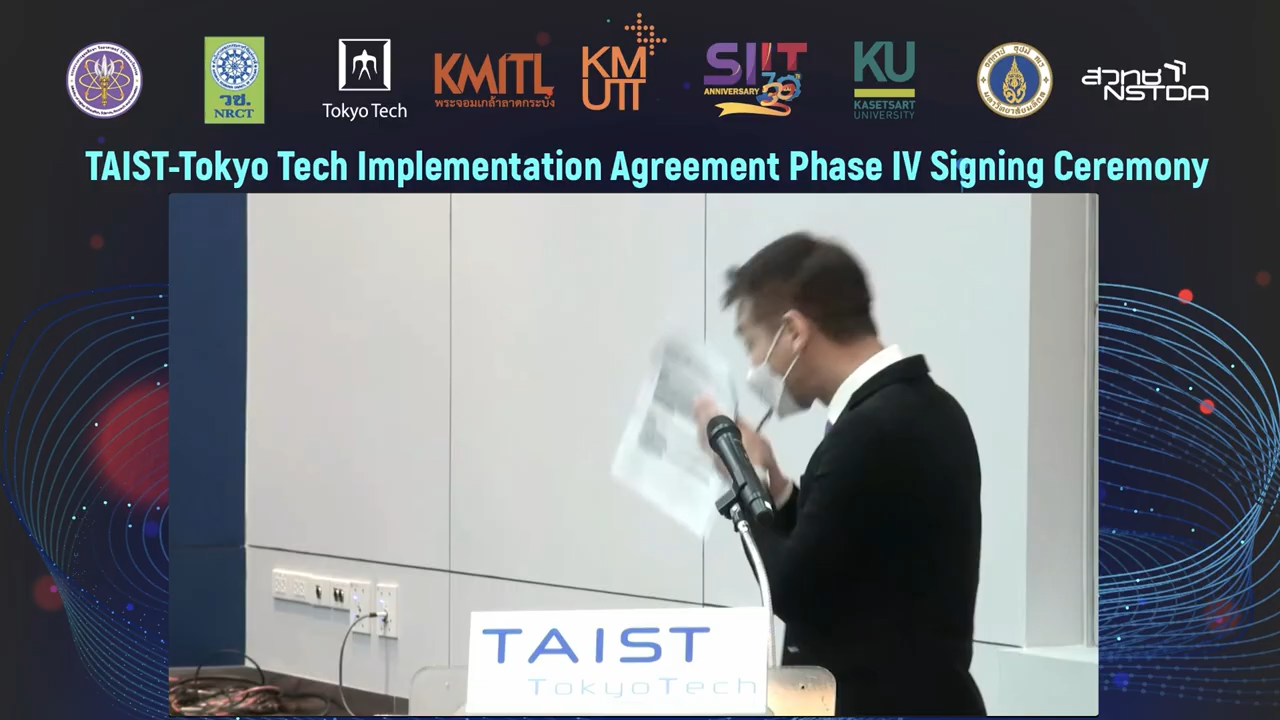 วช.
NRCT
Tokyo Tech
KMITL
พระจอมเกล้าลาดกระบัง
KM
UTT
SIIT
ANNIVERSARY 30
KU
KASETSART
UNIVERSITY
สวทช
NSTDA
TAIST-Tokyo Tech Implementation Agreement Phase IV Signing Ceremony
TAIST
TokyoTech